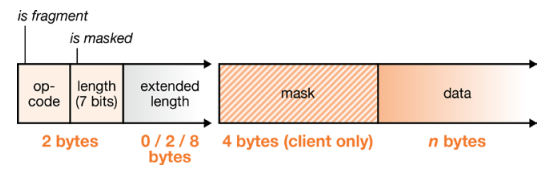 is fragment
is masked
op-
code
length
(7 bits)
extended
length
mask
data
2 bytes
0 / 2 / 8
bytes
4 bytes (client only)
n bytes